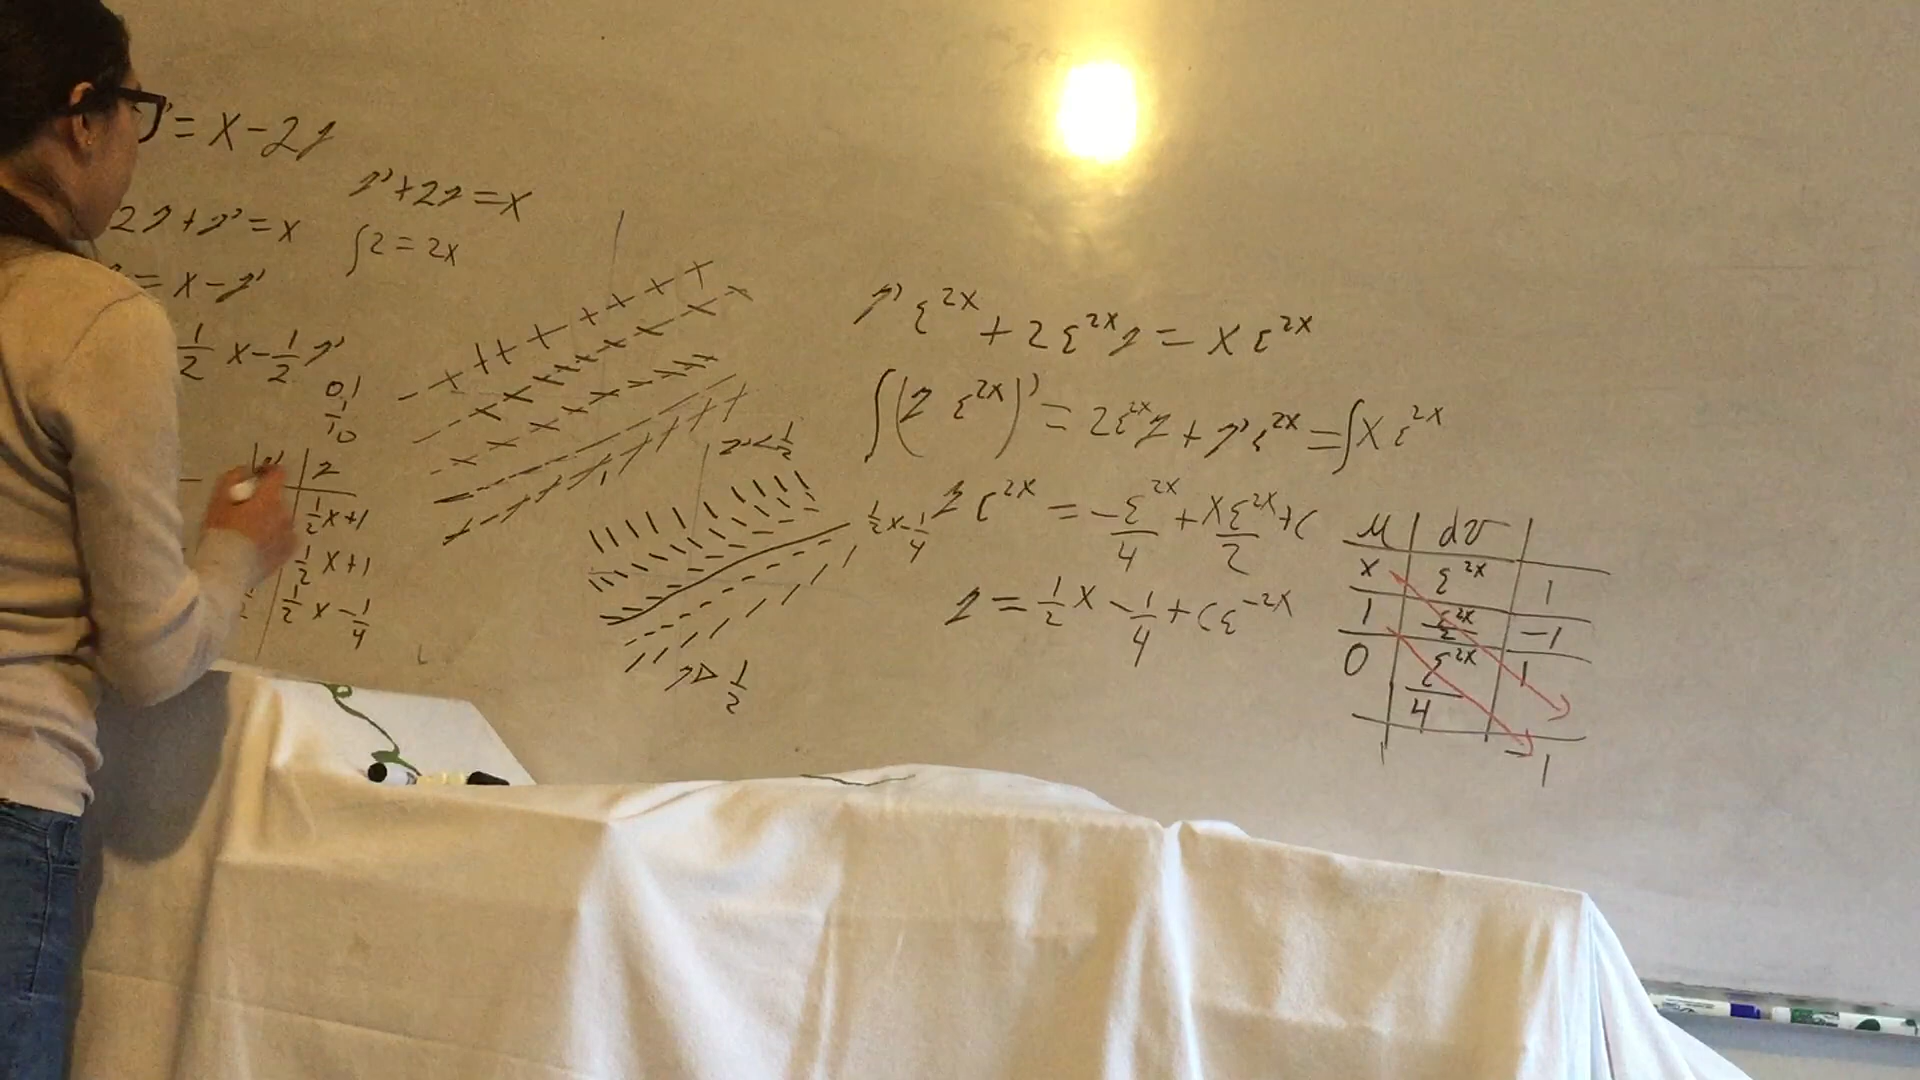 ' = x - 2y
2y + y' = x
= x - y'
1/2 x - 1/2 y'
0, 1
1
10
y' + 2y = x
∫2 = 2x
y' | y
1/2 x + 1
1/2 x + 1
1/2 x - 1/4
y' < 1/2
1/2 x - 1/4
1/2
y' e^2x + 2 e^2x y = x e^2x
∫(y e^2x)' = 2e^2x y + y' e^2x = ∫x e^2x
y e^2x = - e^2x/4 + x e^2x/2 + C
y = 1/2 x - 1/4 + C e^-2x
u | dv |
x | e^2x | 1
1 | e^2x/2 | -1
0 | e^2x/4 | 1
-1